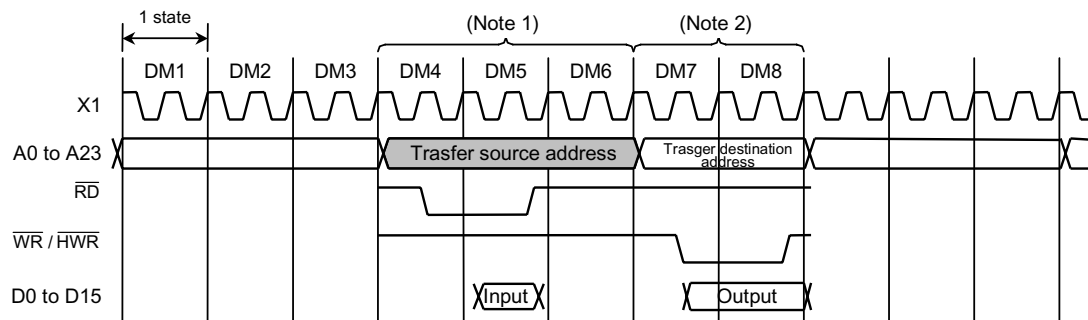 1 state
(Note 1)
(Note 2)
DM1 DM2 DM3 DM4 DM5 DM6 DM7 DM8
X1
A0 to A23
Trasfer source address
Trasger destination
address
RD
WR / HWR
D0 to D15
Input
Output